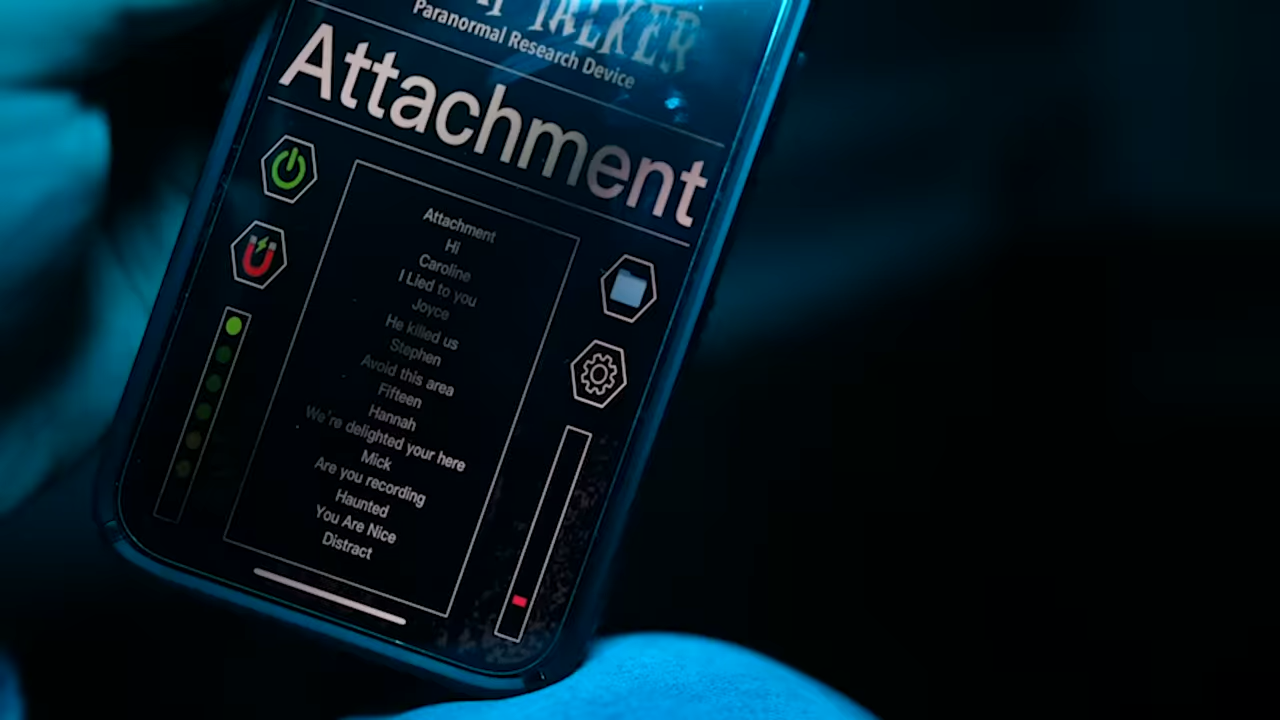 TALKER
Paranormal Research Device
Attachment
Attachment
Hi
Caroline
I Lied to you
Joyce
He killed us
Stephen
Avoid this area
Fifteen
Hannah
We're delighted your here
Mick
Are you recording
Haunted
You Are Nice
Distract